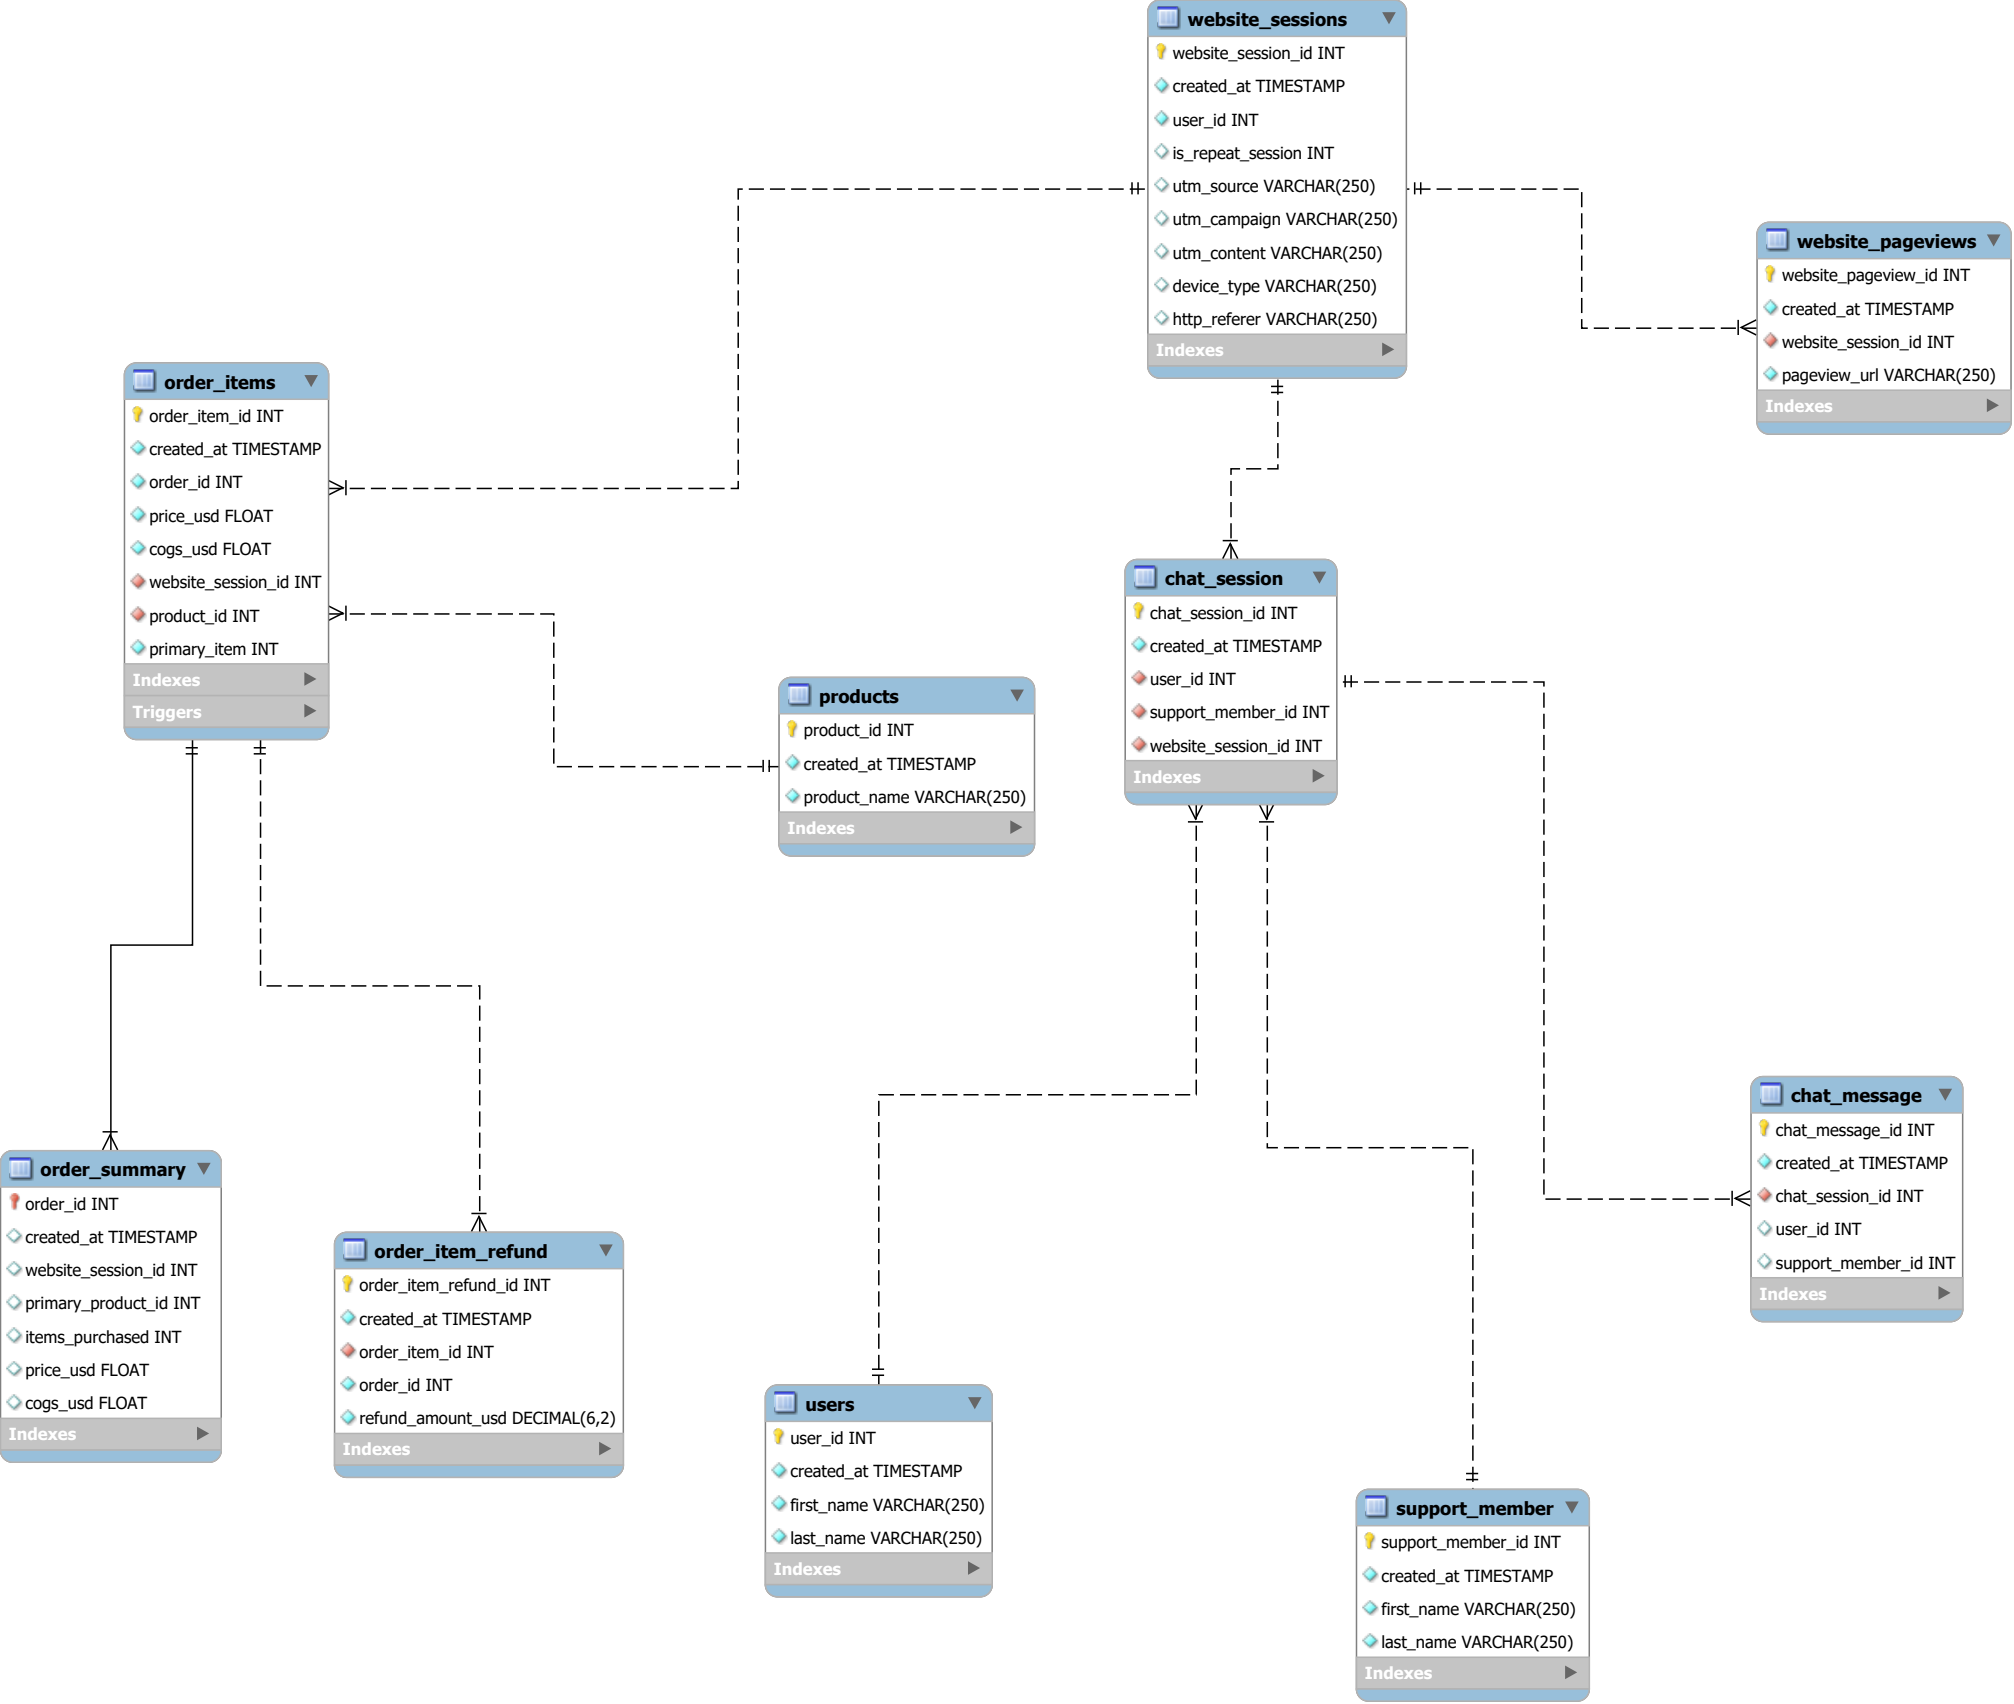 website_sessions
website_session_id INT
created_at TIMESTAMP
user_id INT
is_repeat_session INT
utm_source VARCHAR(250)
utm_campaign VARCHAR(250)
utm_content VARCHAR(250)
device_type VARCHAR(250)
http_referer VARCHAR(250)
Indexes
website_pageviews
website_pageview_id INT
created_at TIMESTAMP
website_session_id INT
pageview_url VARCHAR(250)
Indexes
order_items
order_item_id INT
created_at TIMESTAMP
order_id INT
price_usd FLOAT
cogs_usd FLOAT
website_session_id INT
product_id INT
primary_item INT
Indexes
Triggers
chat_session
chat_session_id INT
created_at TIMESTAMP
user_id INT
support_member_id INT
website_session_id INT
Indexes
products
product_id INT
created_at TIMESTAMP
product_name VARCHAR(250)
Indexes
chat_message
chat_message_id INT
created_at TIMESTAMP
chat_session_id INT
user_id INT
support_member_id INT
Indexes
order_summary
order_id INT
created_at TIMESTAMP
website_session_id INT
primary_product_id INT
items_purchased INT
price_usd FLOAT
cogs_usd FLOAT
Indexes
order_item_refund
order_item_refund_id INT
created_at TIMESTAMP
order_item_id INT
order_id INT
refund_amount_usd DECIMAL(6,2)
Indexes
users
user_id INT
created_at TIMESTAMP
first_name VARCHAR(250)
last_name VARCHAR(250)
Indexes
support_member
support_member_id INT
created_at TIMESTAMP
first_name VARCHAR(250)
last_name VARCHAR(250)
Indexes